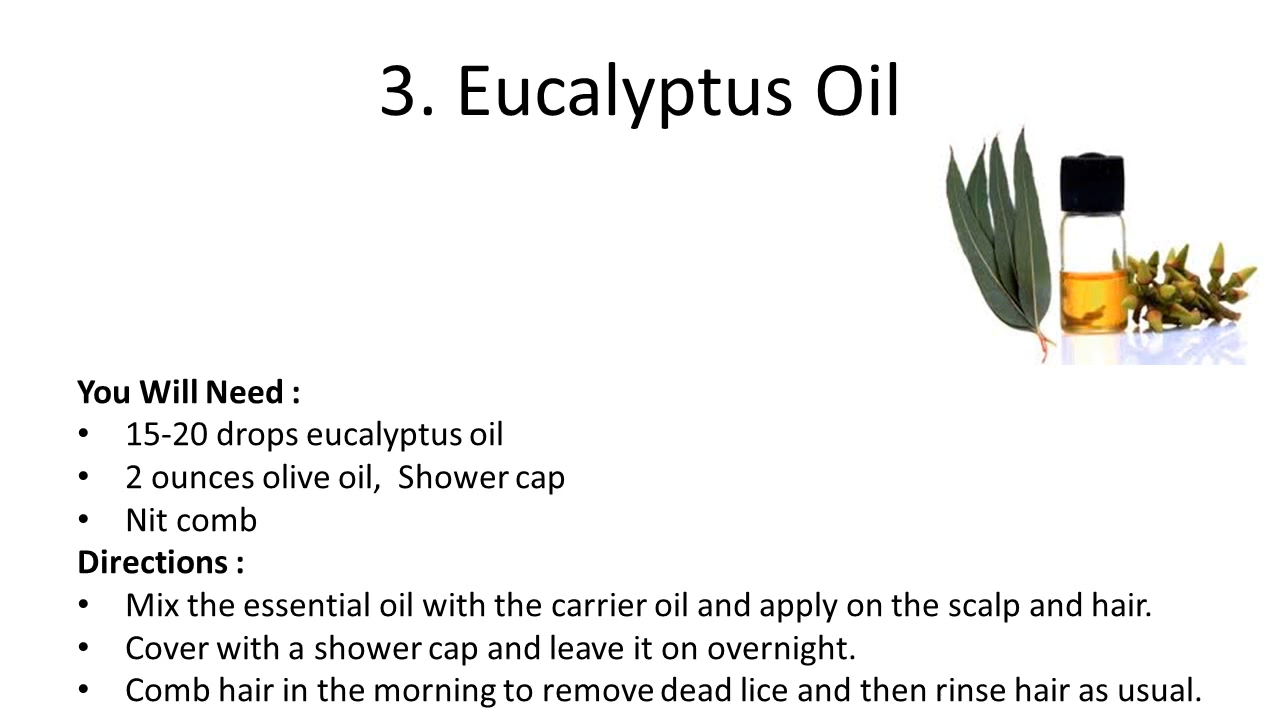 3. Eucalyptus Oil
You Will Need :
• 15-20 drops eucalyptus oil
• 2 ounces olive oil,  Shower cap
• Nit comb
Directions :
• Mix the essential oil with the carrier oil and apply on the scalp and hair.
• Cover with a shower cap and leave it on overnight.
• Comb hair in the morning to remove dead lice and then rinse hair as usual.